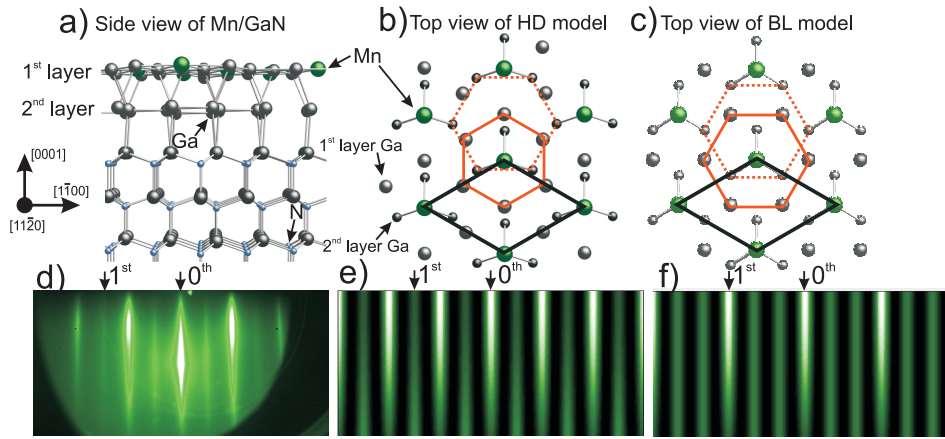 a) Side view of Mn/GaN
b) Top view of HD model
c) Top view of BL model
1st layer
Mn
2nd layer
Ga
1st layer Ga
[0001]
[11̄00]
[112̄0]
N
2nd layer Ga
d) 1st 0th
e) 1st 0th
f) 1st 0th